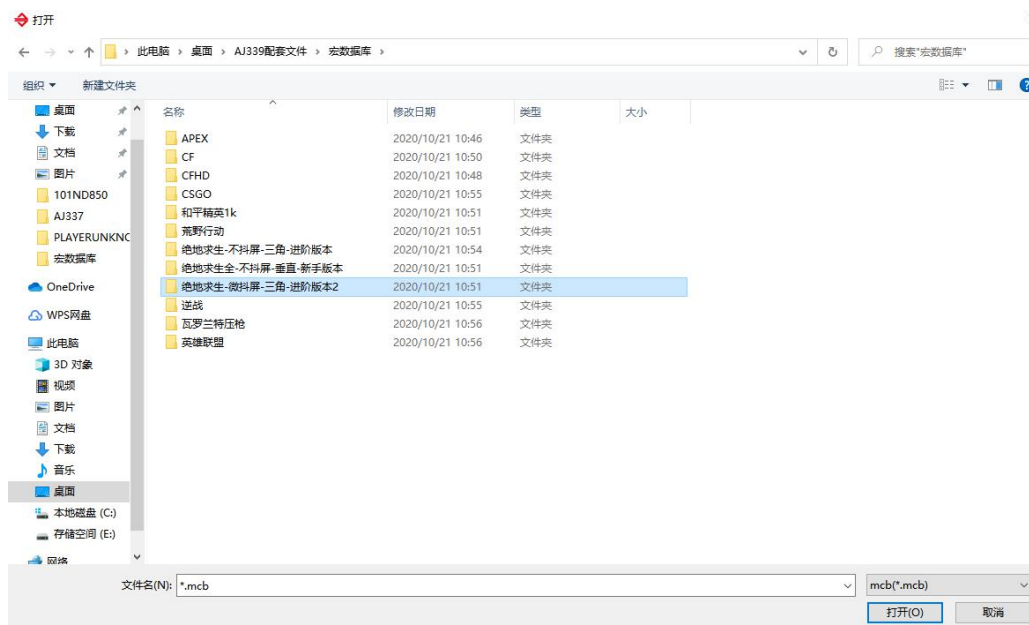 打开
此电脑 › 桌面 › AJ339配套文件 › 宏数据库 ›
搜索"宏数据库"
组织 新建文件夹
名称 修改日期 类型 大小
桌面
下载
文档
图片
101ND850
AJ337
PLAYERUNKNC
宏数据库
OneDrive
WPS网盘
此电脑
3D 对象
视频
图片
文档
下载
音乐
桌面
本地磁盘 (C:)
存储空间 (E:)
网络
APEX 2020/10/21 10:46 文件夹
CF 2020/10/21 10:50 文件夹
CFHD 2020/10/21 10:48 文件夹
CSGO 2020/10/21 10:55 文件夹
和平精英1k 2020/10/21 10:51 文件夹
荒野行动 2020/10/21 10:51 文件夹
绝地求生-不抖屏-三角-进阶版本 2020/10/21 10:54 文件夹
绝地求生全-不抖屏-垂直-新手版本 2020/10/21 10:51 文件夹
绝地求生-微抖屏-三角-进阶版本2 2020/10/21 10:51 文件夹
逆战 2020/10/21 10:55 文件夹
瓦罗兰特压枪 2020/10/21 10:56 文件夹
英雄联盟 2020/10/21 10:56 文件夹
文件名(N): *.mcb mcb(*.mcb)
打开(O) 取消